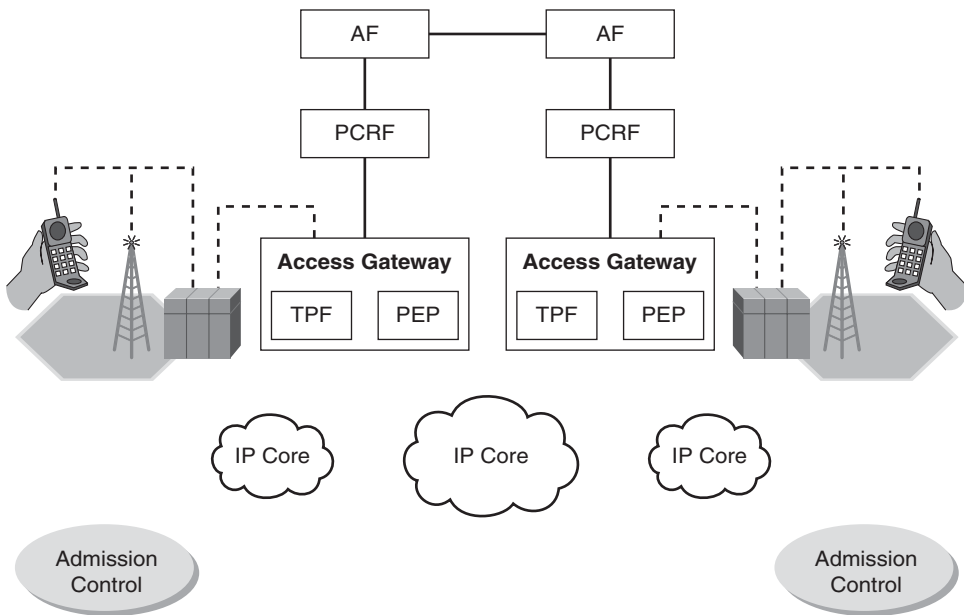 AF
AF
PCRF
PCRF
Access Gateway
Access Gateway
TPF
PEP
TPF
PEP
IP Core
IP Core
IP Core
Admission
Control
Admission
Control